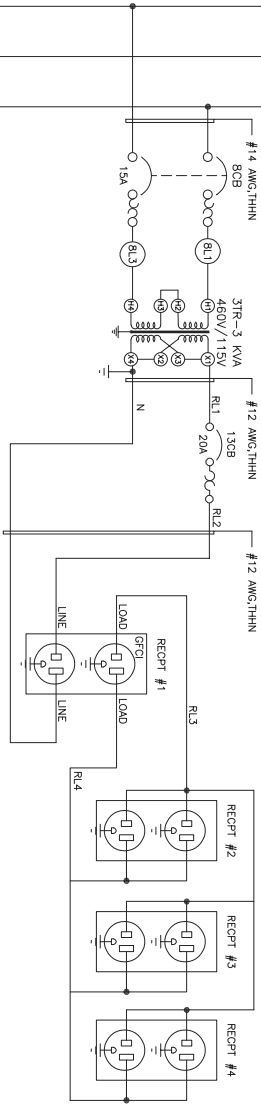 #14 AWG,THHN
8CB
15A
8L1
8L3
3TR-3 KVA
460V/115V
H1
H2
H3
H4
X1
X3
X2
X4
#12 AWG,THHN
RL1
N
13CB
20A
RL2
#12 AWG,THHN
LINE
LOAD
GFCI
RECPT #1
LINE
LOAD
RL3
RL4
RECPT #2
RECPT #3
RECPT #4